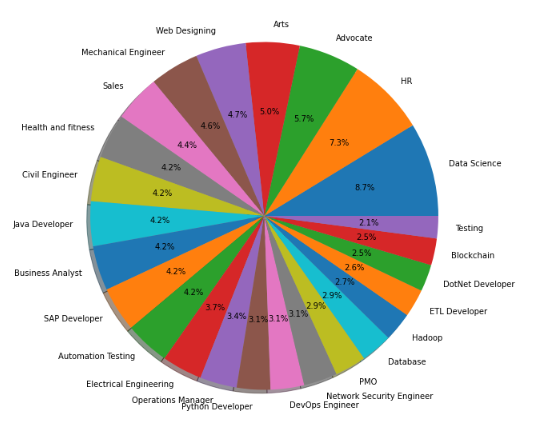 Data Science
8.7%
HR
7.3%
Advocate
5.7%
Arts
5.0%
Web Designing
4.7%
Mechanical Engineer
4.6%
Sales
4.4%
Health and fitness
4.2%
Civil Engineer
4.2%
Java Developer
4.2%
Business Analyst
4.2%
SAP Developer
4.2%
Automation Testing
4.2%
Electrical Engineering
3.7%
Operations Manager
3.4%
Python Developer
3.1%
DevOps Engineer
3.1%
Network Security Engineer
3.1%
PMO
2.9%
Database
2.9%
Hadoop
2.7%
ETL Developer
2.6%
DotNet Developer
2.5%
Blockchain
2.5%
Testing
2.1%